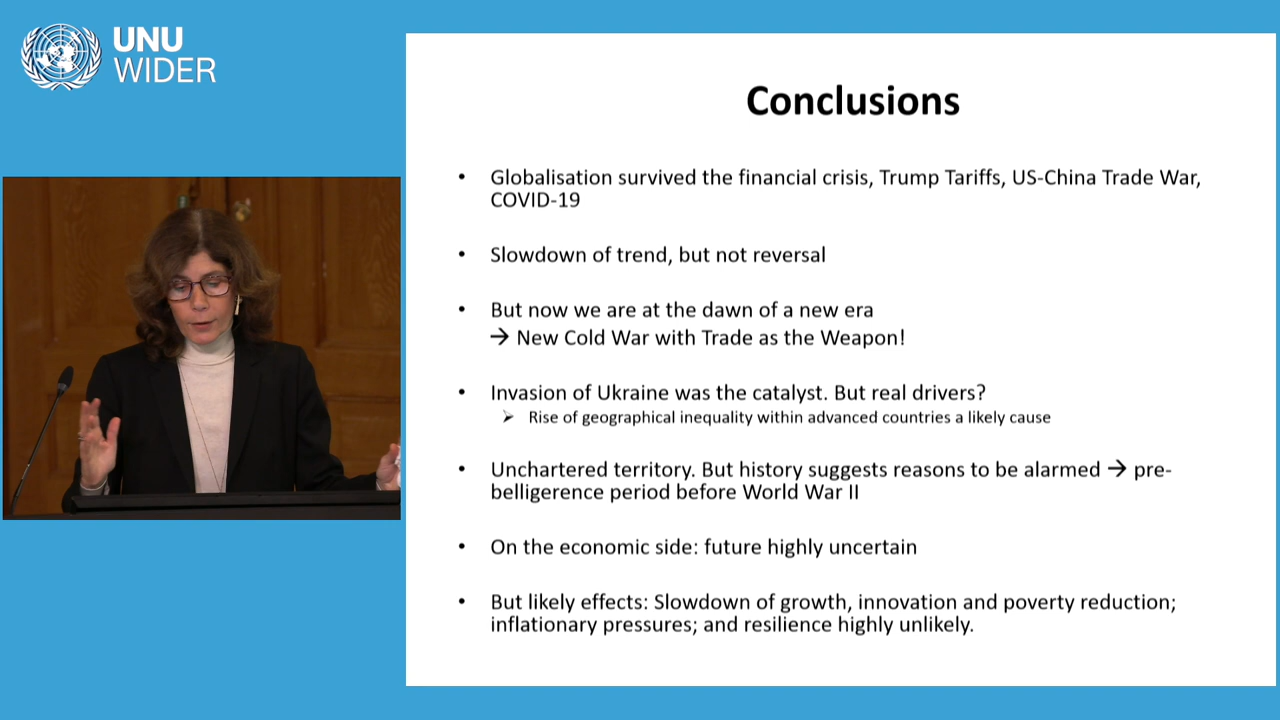 UNU
WIDER
Conclusions
• Globalisation survived the financial crisis, Trump Tariffs, US-China Trade War,
COVID-19
• Slowdown of trend, but not reversal
• But now we are at the dawn of a new era
→ New Cold War with Trade as the Weapon!
• Invasion of Ukraine was the catalyst. But real drivers?
➢ Rise of geographical inequality within advanced countries a likely cause
• Unchartered territory. But history suggests reasons to be alarmed → pre-
belligerence period before World War II
• On the economic side: future highly uncertain
• But likely effects: Slowdown of growth, innovation and poverty reduction;
inflationary pressures; and resilience highly unlikely.